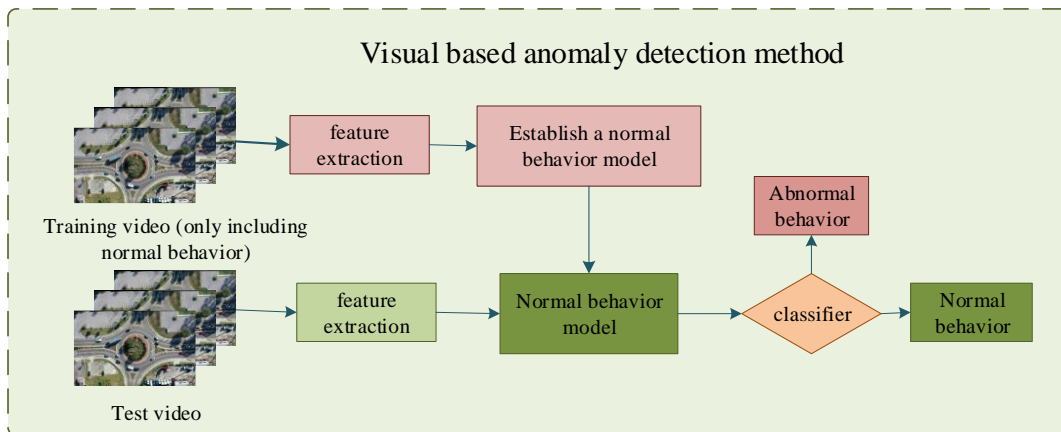 Visual based anomaly detection method
feature
extraction
Establish a normal
behavior model
Training video (only including
normal behavior)
Abnormal
behavior
feature
extraction
Normal behavior
model
classifier
Normal
behavior
Test video